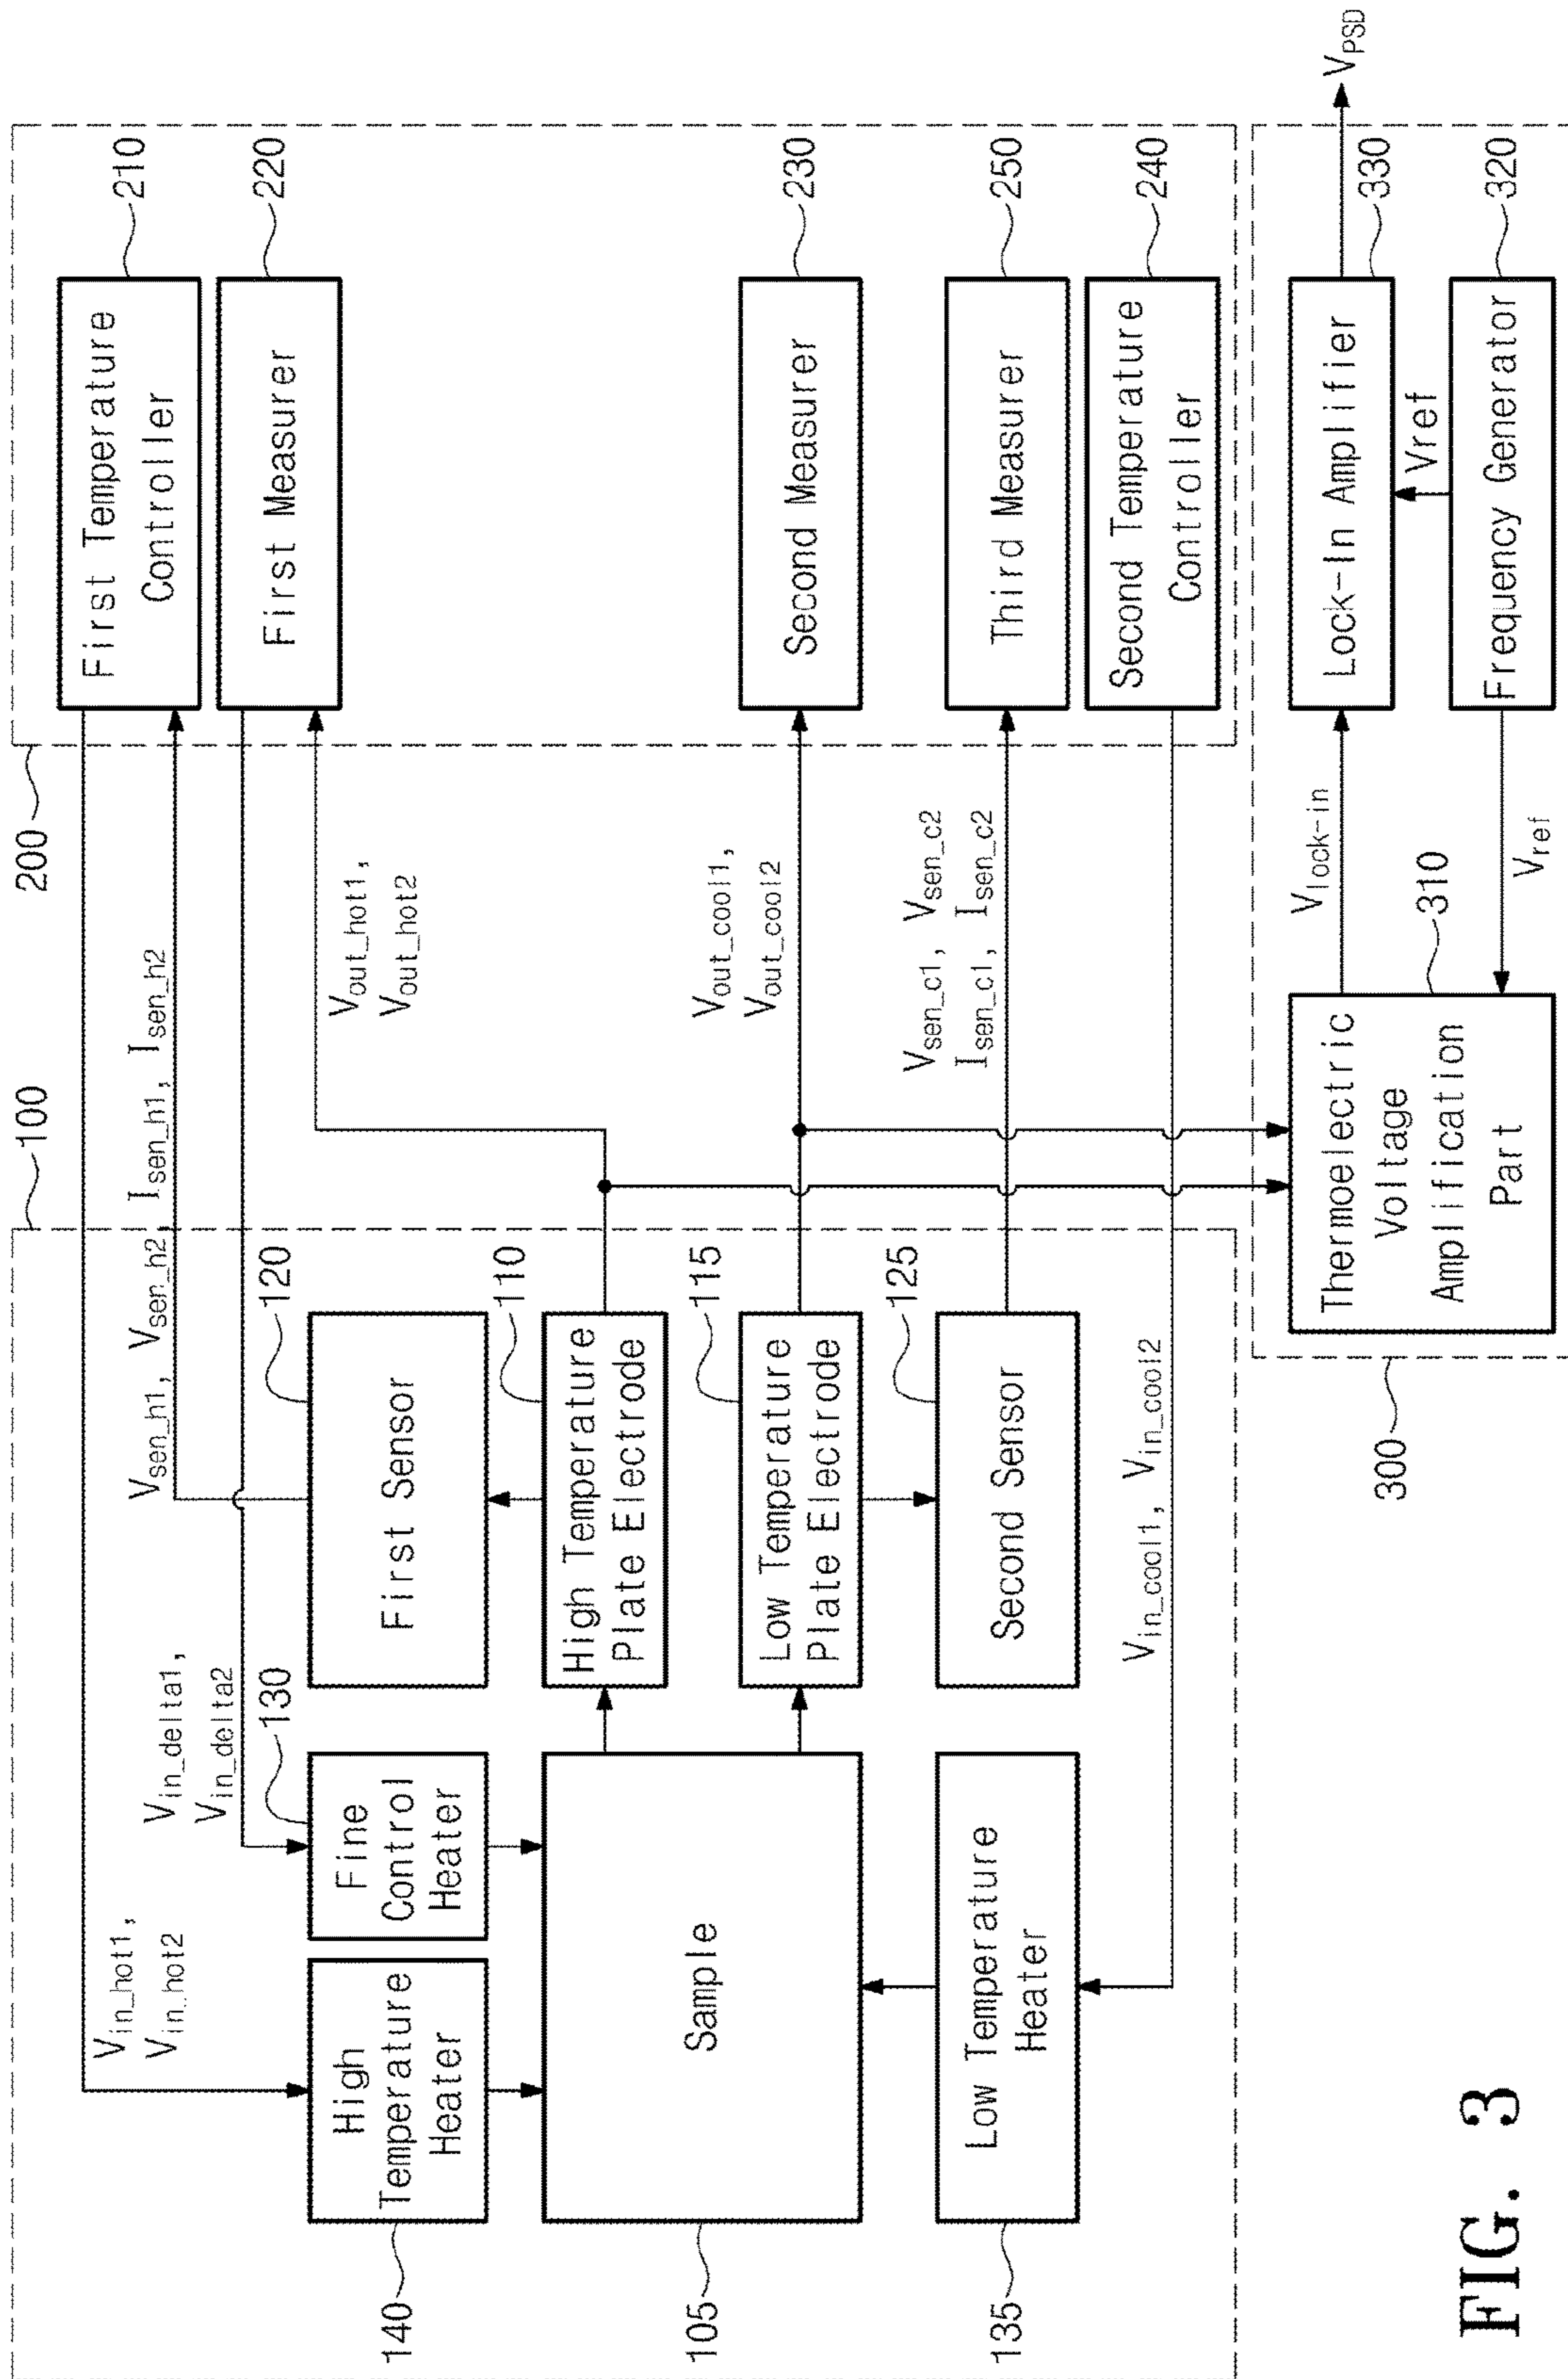 100
200
V_in_hot1,
V_in_hot2
V_sen_h1, V_sen_h2, I_sen_h1, I_sen_h2
V_in_delta1,
V_in_delta2
First Temperature
Controller
210
First Measurer
220
140
High
Temperature
Heater
130
Fine
Control
Heater
120
First Sensor
V_out_hot1,
V_out_hot2
110
High Temperature
Plate Electrode
105
Sample
115
Low Temperature
Plate Electrode
V_out_cool1,
V_out_cool2
Second Measurer
230
125
Second Sensor
V_sen_c1, V_sen_c2
I_sen_c1, I_sen_c2
Third Measurer
250
135
Low Temperature
Heater
V_in_cool1, V_in_cool2
Second Temperature
Controller
240
300
Thermoelectric
Voltage
Amplification
Part
310
V_lock-in
V_ref
Lock-In Amplifier
330
V_PSD
Vref
Frequency Generator
320
FIG. 3